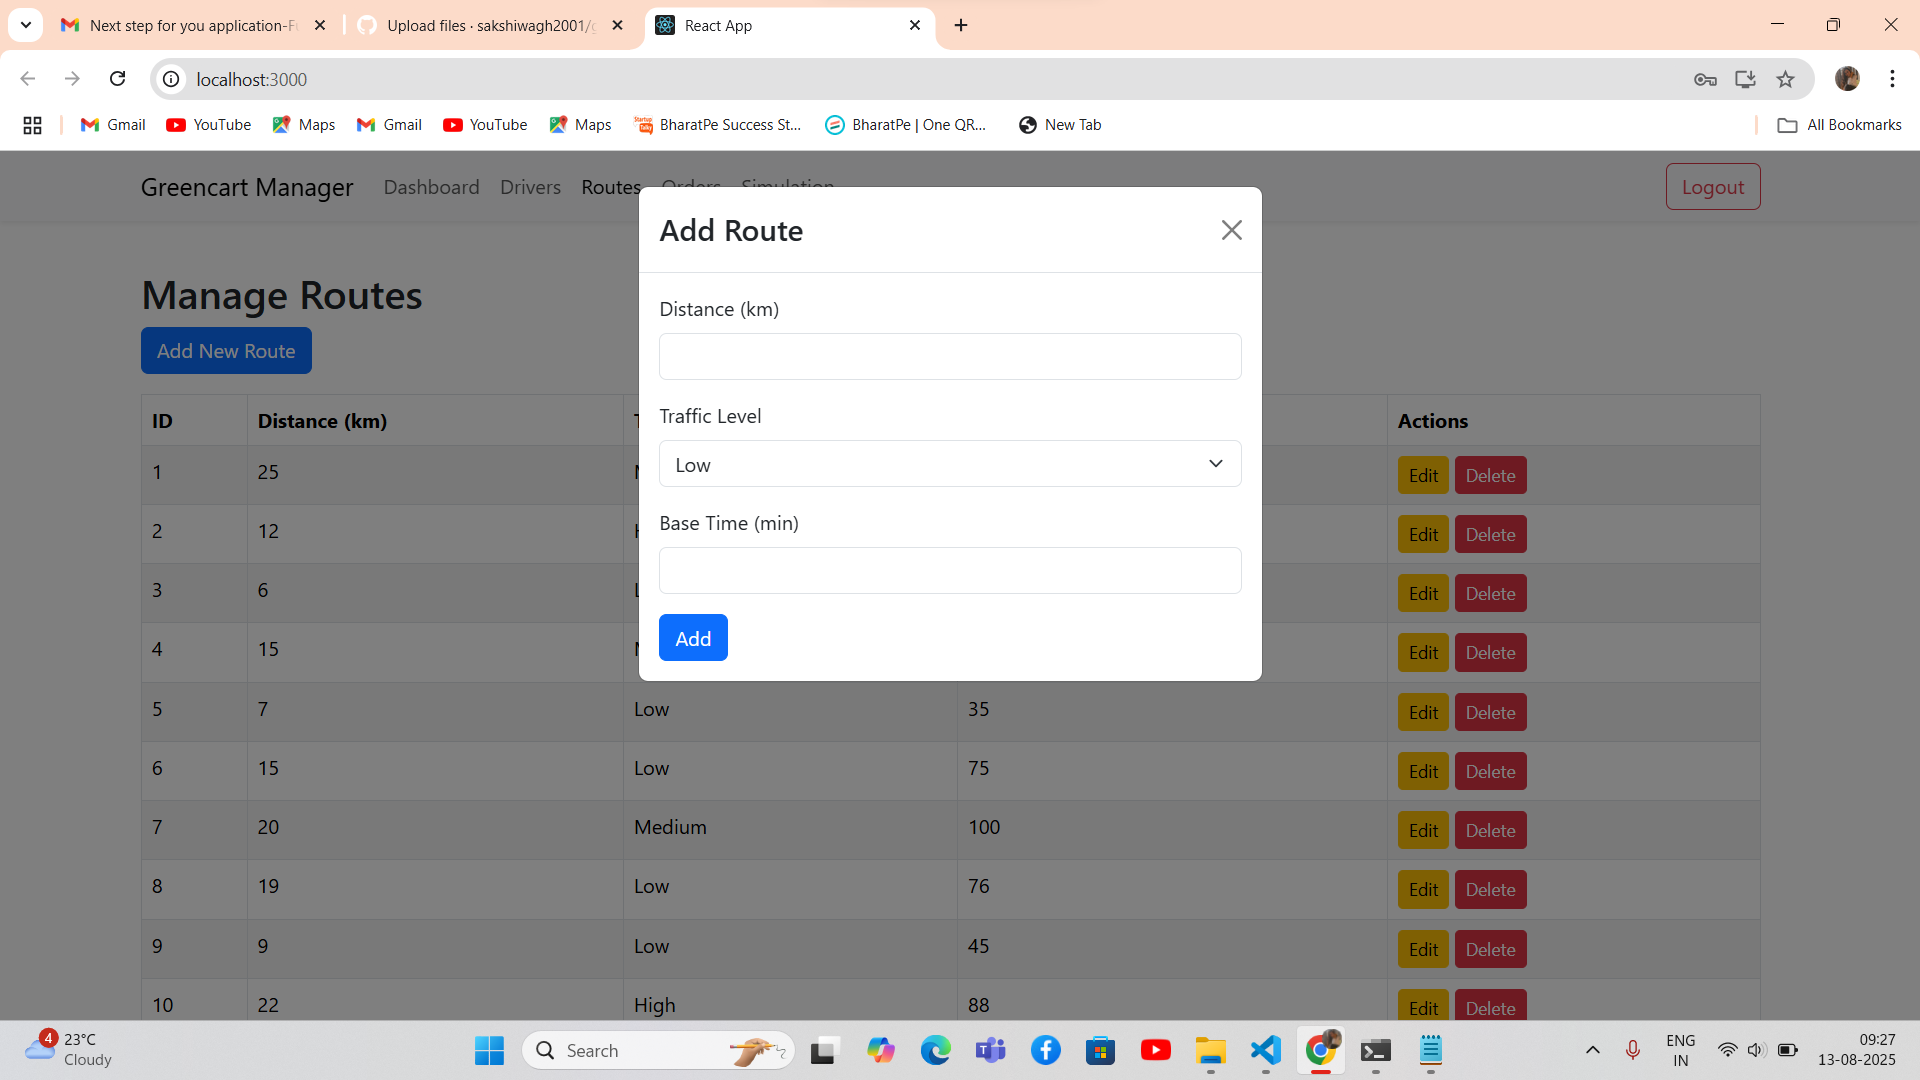 Next step for you application-Fu
Upload files · sakshiwagh2001/g
React App
localhost:3000
Gmail
YouTube
Maps
Gmail
YouTube
Maps
StartupTalky
BharatPe Success St...
BharatPe | One QR...
New Tab
All Bookmarks
Greencart Manager
Dashboard
Drivers
Routes
Orders
Simulation
Logout
Add Route
Manage Routes
Add New Route
Distance (km)
Traffic Level
Low
Base Time (min)
Add
ID Distance (km) T Actions
1 25 M Edit Delete
2 12 H Edit Delete
3 6 L Edit Delete
4 15 M Edit Delete
5 7 Low 35 Edit Delete
6 15 Low 75 Edit Delete
7 20 Medium 100 Edit Delete
8 19 Low 76 Edit Delete
9 9 Low 45 Edit Delete
10 22 High 88 Edit Delete
4
23°C
Cloudy
Search
ENG
IN
09:27
13-08-2025